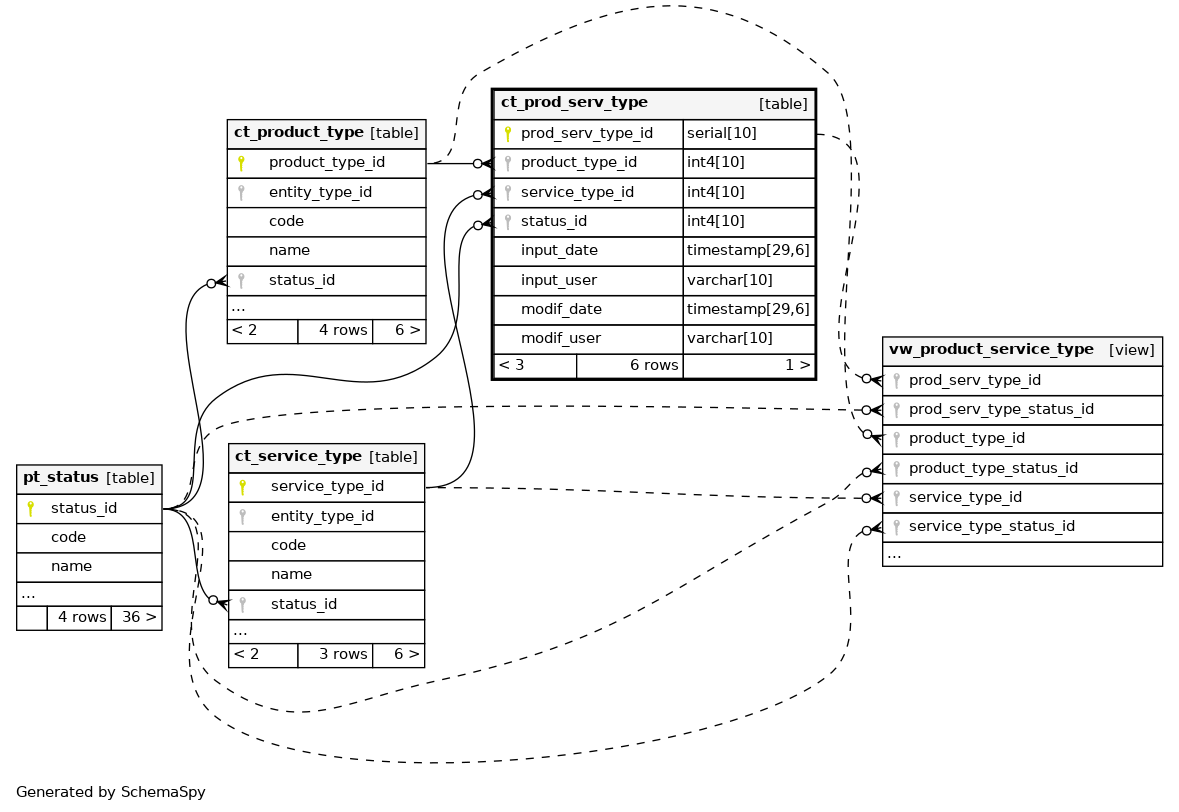 ct_prod_serv_type [table]
prod_serv_type_id serial[10]
product_type_id int4[10]
service_type_id int4[10]
status_id int4[10]
input_date timestamp[29,6]
input_user varchar[10]
modif_date timestamp[29,6]
modif_user varchar[10]
< 3 6 rows 1 >
ct_product_type [table]
product_type_id
entity_type_id
code
name
status_id
...
< 2 4 rows 6 >
vw_product_service_type [view]
prod_serv_type_id
prod_serv_type_status_id
product_type_id
product_type_status_id
service_type_id
service_type_status_id
...
ct_service_type [table]
service_type_id
entity_type_id
code
name
status_id
...
< 2 3 rows 6 >
pt_status [table]
status_id
code
name
...
4 rows 36 >
Generated by SchemaSpy